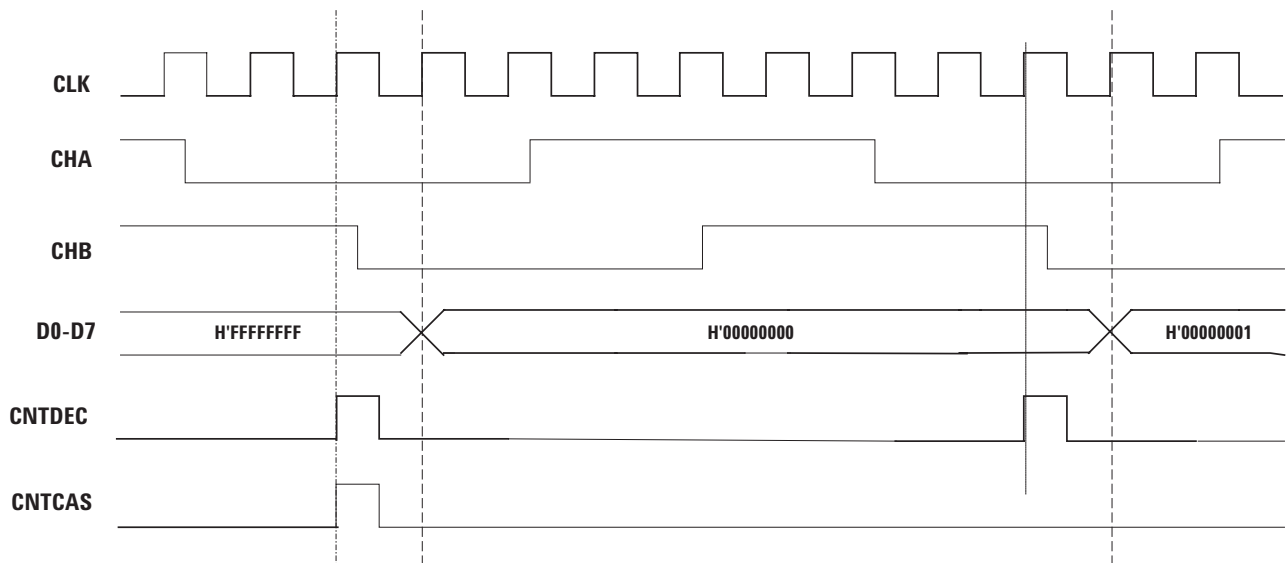 CLK
CHA
CHB
D0-D7 H'FFFFFFFF H'00000000 H'00000001
CNTDEC
CNTCAS